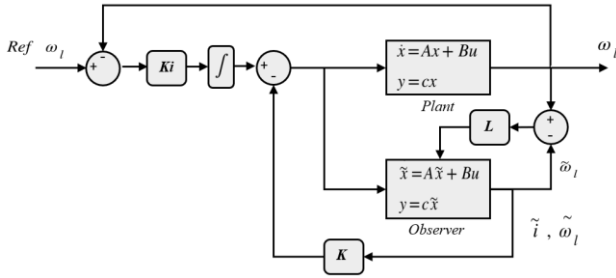 Ref ω_l
-
+
Ki
∫
+
-
ẋ = Ax + Bu
y = cx
Plant
ω_l
L
+
-
x̃ = Ax̃ + Bu
y = cx̃
Observer
ω̃_l
ĩ , ω̃_l
K